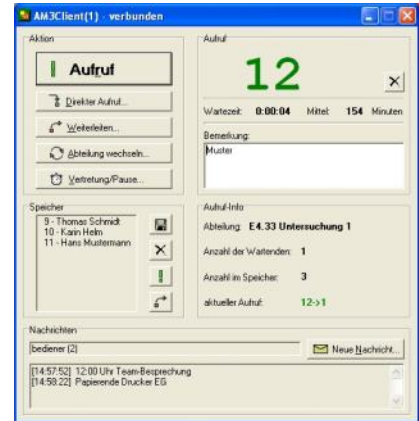 AM3Client(1) - verbunden
Aktion
Aufruf
Direkter Aufruf...
Weiterleiten...
Abteilung wechseln...
Vertretung/Pause...
Aufruf
12
Wartezeit: 0:00:04 Mittel: 154 Minuten
Bemerkung:
Muster
Speicher
9 - Thomas Schmidt
10 - Karin Helm
11 - Hans Mustermann
Aufruf-Info
Abteilung: E4.33 Untersuchung 1
Anzahl der Wartenden: 1
Anzahl im Speicher: 3
aktueller Aufruf: 12->1
Nachrichten
bediener (2)
Neue Nachricht...
[14:57:52] 12:00 Uhr Team-Besprechung
[14:58:22] Papierende Drucker EG